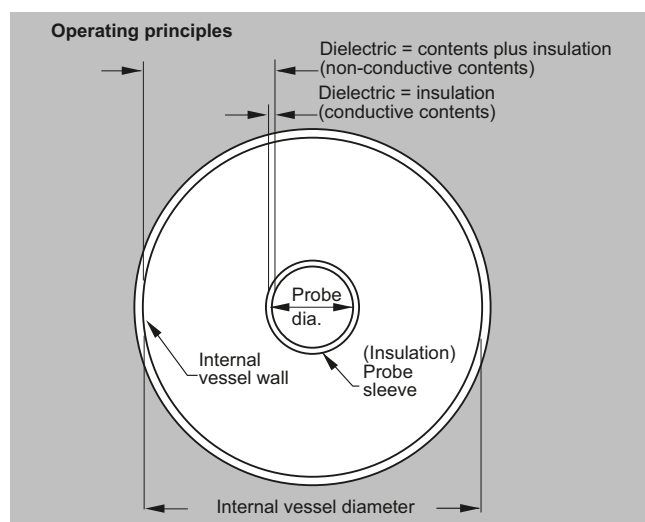 Operating principles
Dielectric = contents plus insulation
(non-conductive contents)
Dielectric = insulation
(conductive contents)
Probe
dia.
Internal
vessel wall
(Insulation)
Probe
sleeve
Internal vessel diameter